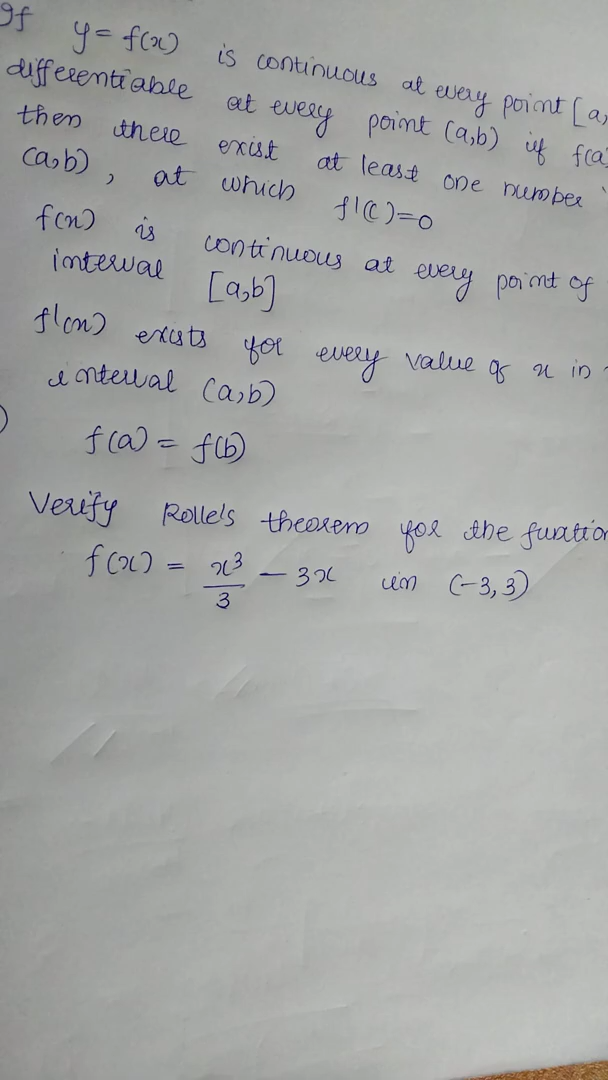 If y = f(x) is continuous at every point [a,
differentiable at every point (a,b) if f(a)
then there exist at least one number
(a,b), at which f'(c)=0
f(x) is continuous at every point of
interval [a,b]
f'(x) exists for every value of x in
interval (a,b)
)
f(a) = f(b)
Verify Rolle's theorem for the function
f(x) = x³/3 - 3x in (-3,3)